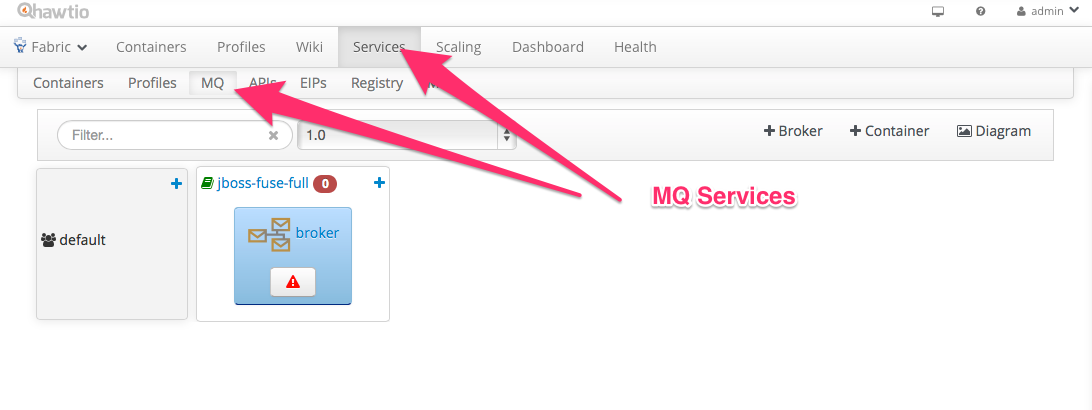 hawtio
admin
Fabric Containers Profiles Wiki Services Scaling Dashboard Health
Containers Profiles MQ APIs EIPs Registry
Filter... 1.0 Broker Container Diagram
jboss-fuse-full 0
MQ Services
broker
default